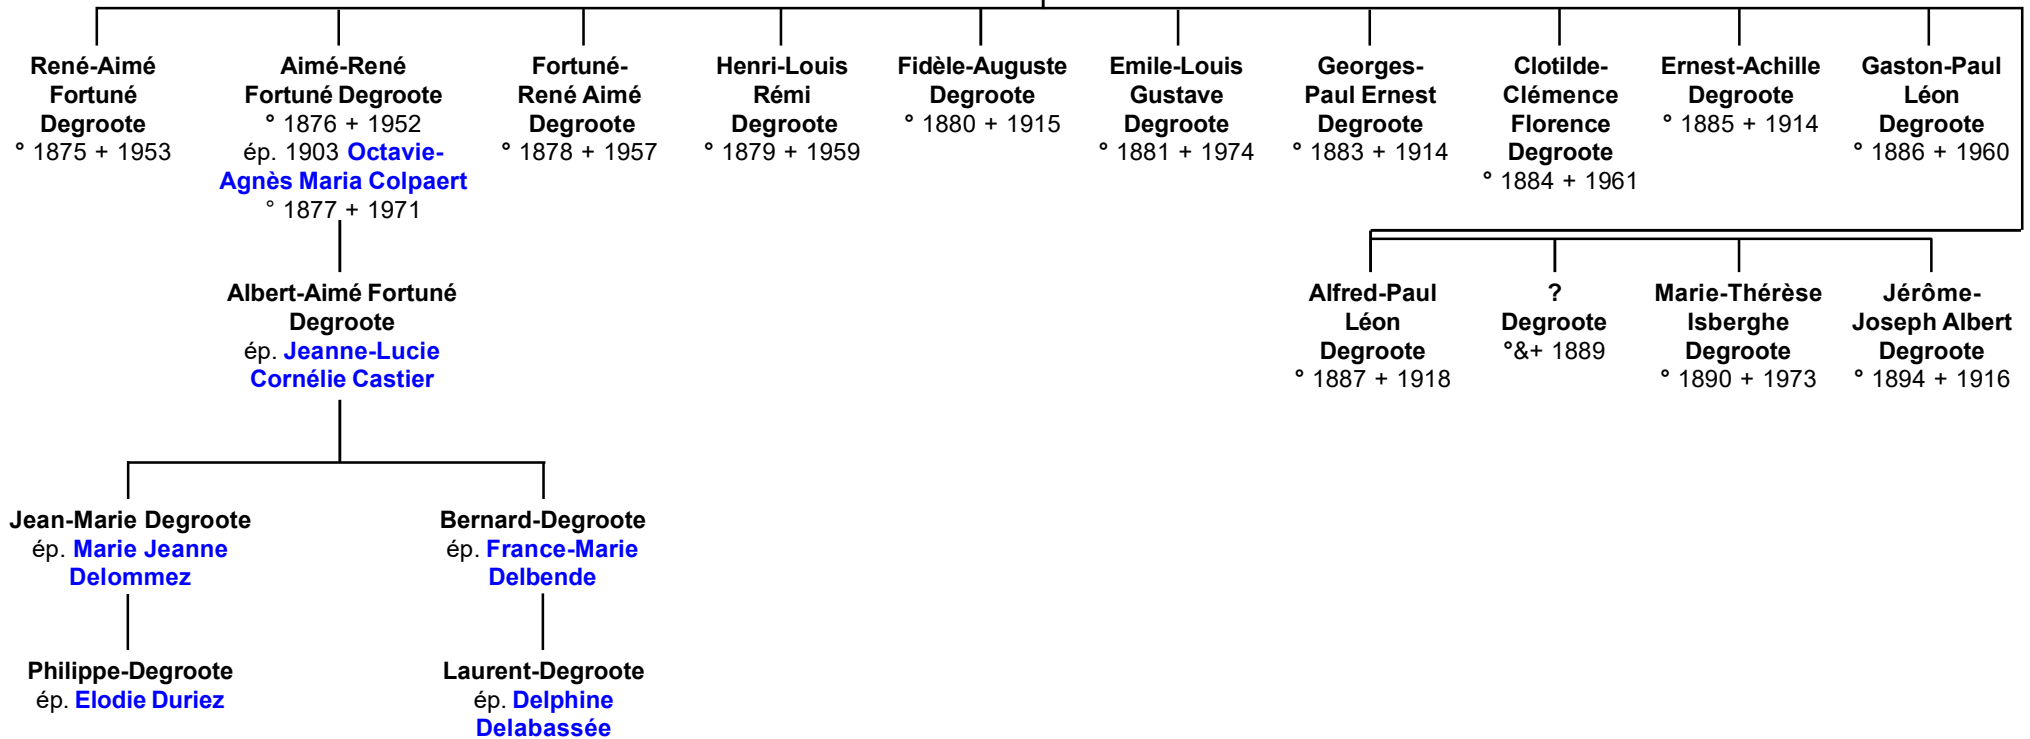 René-Aimé
Fortuné
Degroote
° 1875 + 1953
Aimé-René
Fortuné Degroote
° 1876 + 1952
ép. 1903 Octavie-
Agnès Maria Colpaert
° 1877 + 1971
Fortuné-
René Aimé
Degroote
° 1878 + 1957
Henri-Louis
Rémi
Degroote
° 1879 + 1959
Fidèle-Auguste
Degroote
° 1880 + 1915
Emile-Louis
Gustave
Degroote
° 1881 + 1974
Georges-
Paul Ernest
Degroote
° 1883 + 1914
Clotilde-
Clémence
Florence
Degroote
° 1884 + 1961
Ernest-Achille
Degroote
° 1885 + 1914
Gaston-Paul
Léon
Degroote
° 1886 + 1960
Albert-Aimé Fortuné
Degroote
ép. Jeanne-Lucie
Cornélie Castier
Alfred-Paul
Léon
Degroote
° 1887 + 1918
?
Degroote
°&+ 1889
Marie-Thérèse
Isberghe
Degroote
° 1890 + 1973
Jérôme-
Joseph Albert
Degroote
° 1894 + 1916
Jean-Marie Degroote
ép. Marie Jeanne
Delommez
Bernard-Degroote
ép. France-Marie
Delbende
Philippe-Degroote
ép. Elodie Duriez
Laurent-Degroote
ép. Delphine
Delabassée